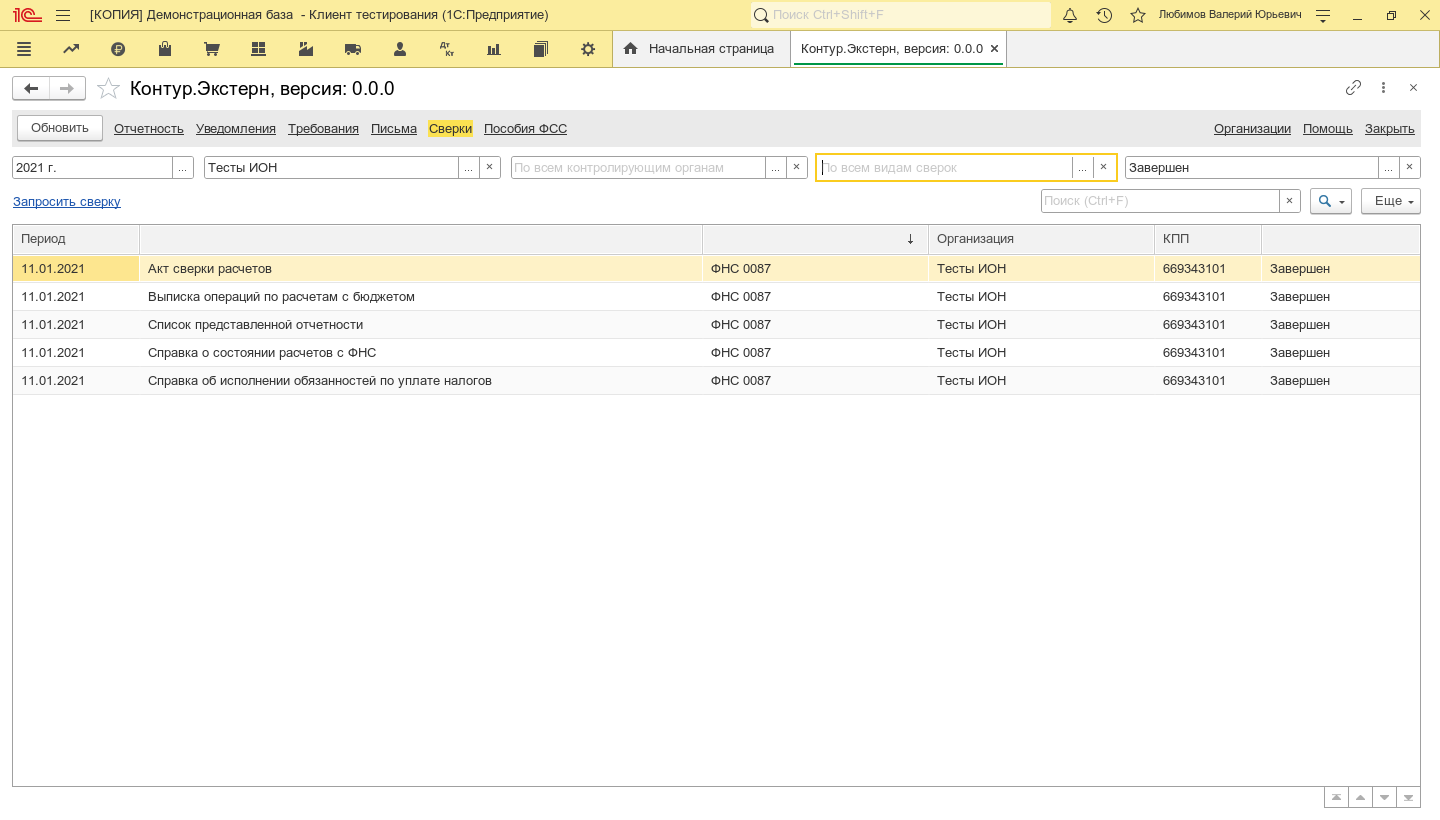 [КОПИЯ] Демонстрационная база - Клиент тестирования (1С:Предприятие) Поиск Ctrl+Shift+F Любимов Валерий Юрьевич
Дт Кт Начальная страница Контур.Экстерн, версия: 0.0.0 ×
Контур.Экстерн, версия: 0.0.0
Обновить Отчетность Уведомления Требования Письма Сверки Пособия ФСС Организации Помощь Закрыть
2021 г. ... Тесты ИОН ... × По всем контролирующим органам ... × По всем видам сверок ... × Завершен ... ×
Запросить сверку Поиск (Ctrl+F) × Еще
Период ↓ Организация КПП
11.01.2021 Акт сверки расчетов ФНС 0087 Тесты ИОН 669343101 Завершен
11.01.2021 Выписка операций по расчетам с бюджетом ФНС 0087 Тесты ИОН 669343101 Завершен
11.01.2021 Список представленной отчетности ФНС 0087 Тесты ИОН 669343101 Завершен
11.01.2021 Справка о состоянии расчетов с ФНС ФНС 0087 Тесты ИОН 669343101 Завершен
11.01.2021 Справка об исполнении обязанностей по уплате налогов ФНС 0087 Тесты ИОН 669343101 Завершен